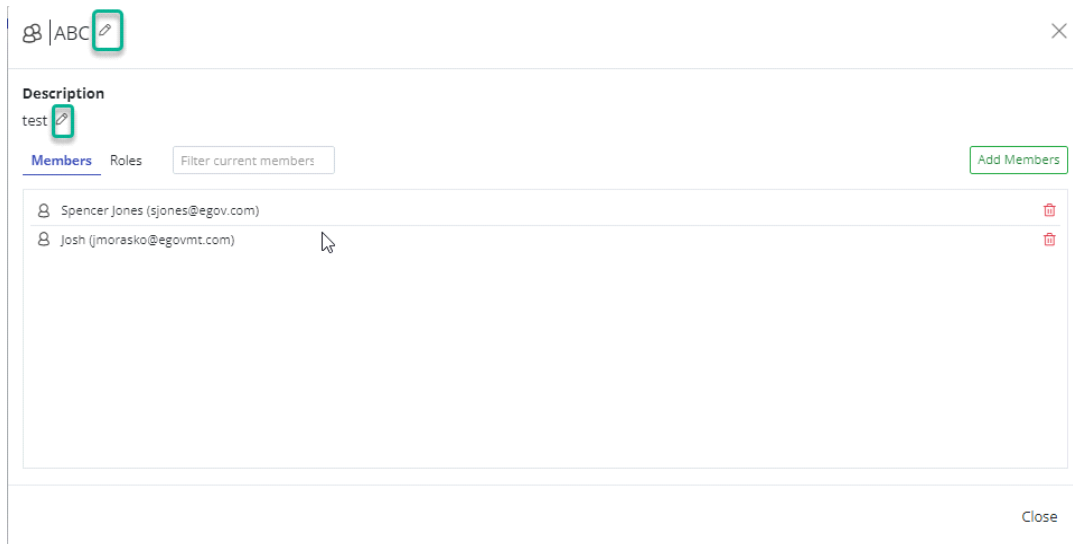 ABC
Description
test
Members Roles Filter current members Add Members
Spencer Jones (sjones@egov.com)
Josh (jmorasko@egovmt.com)
Close